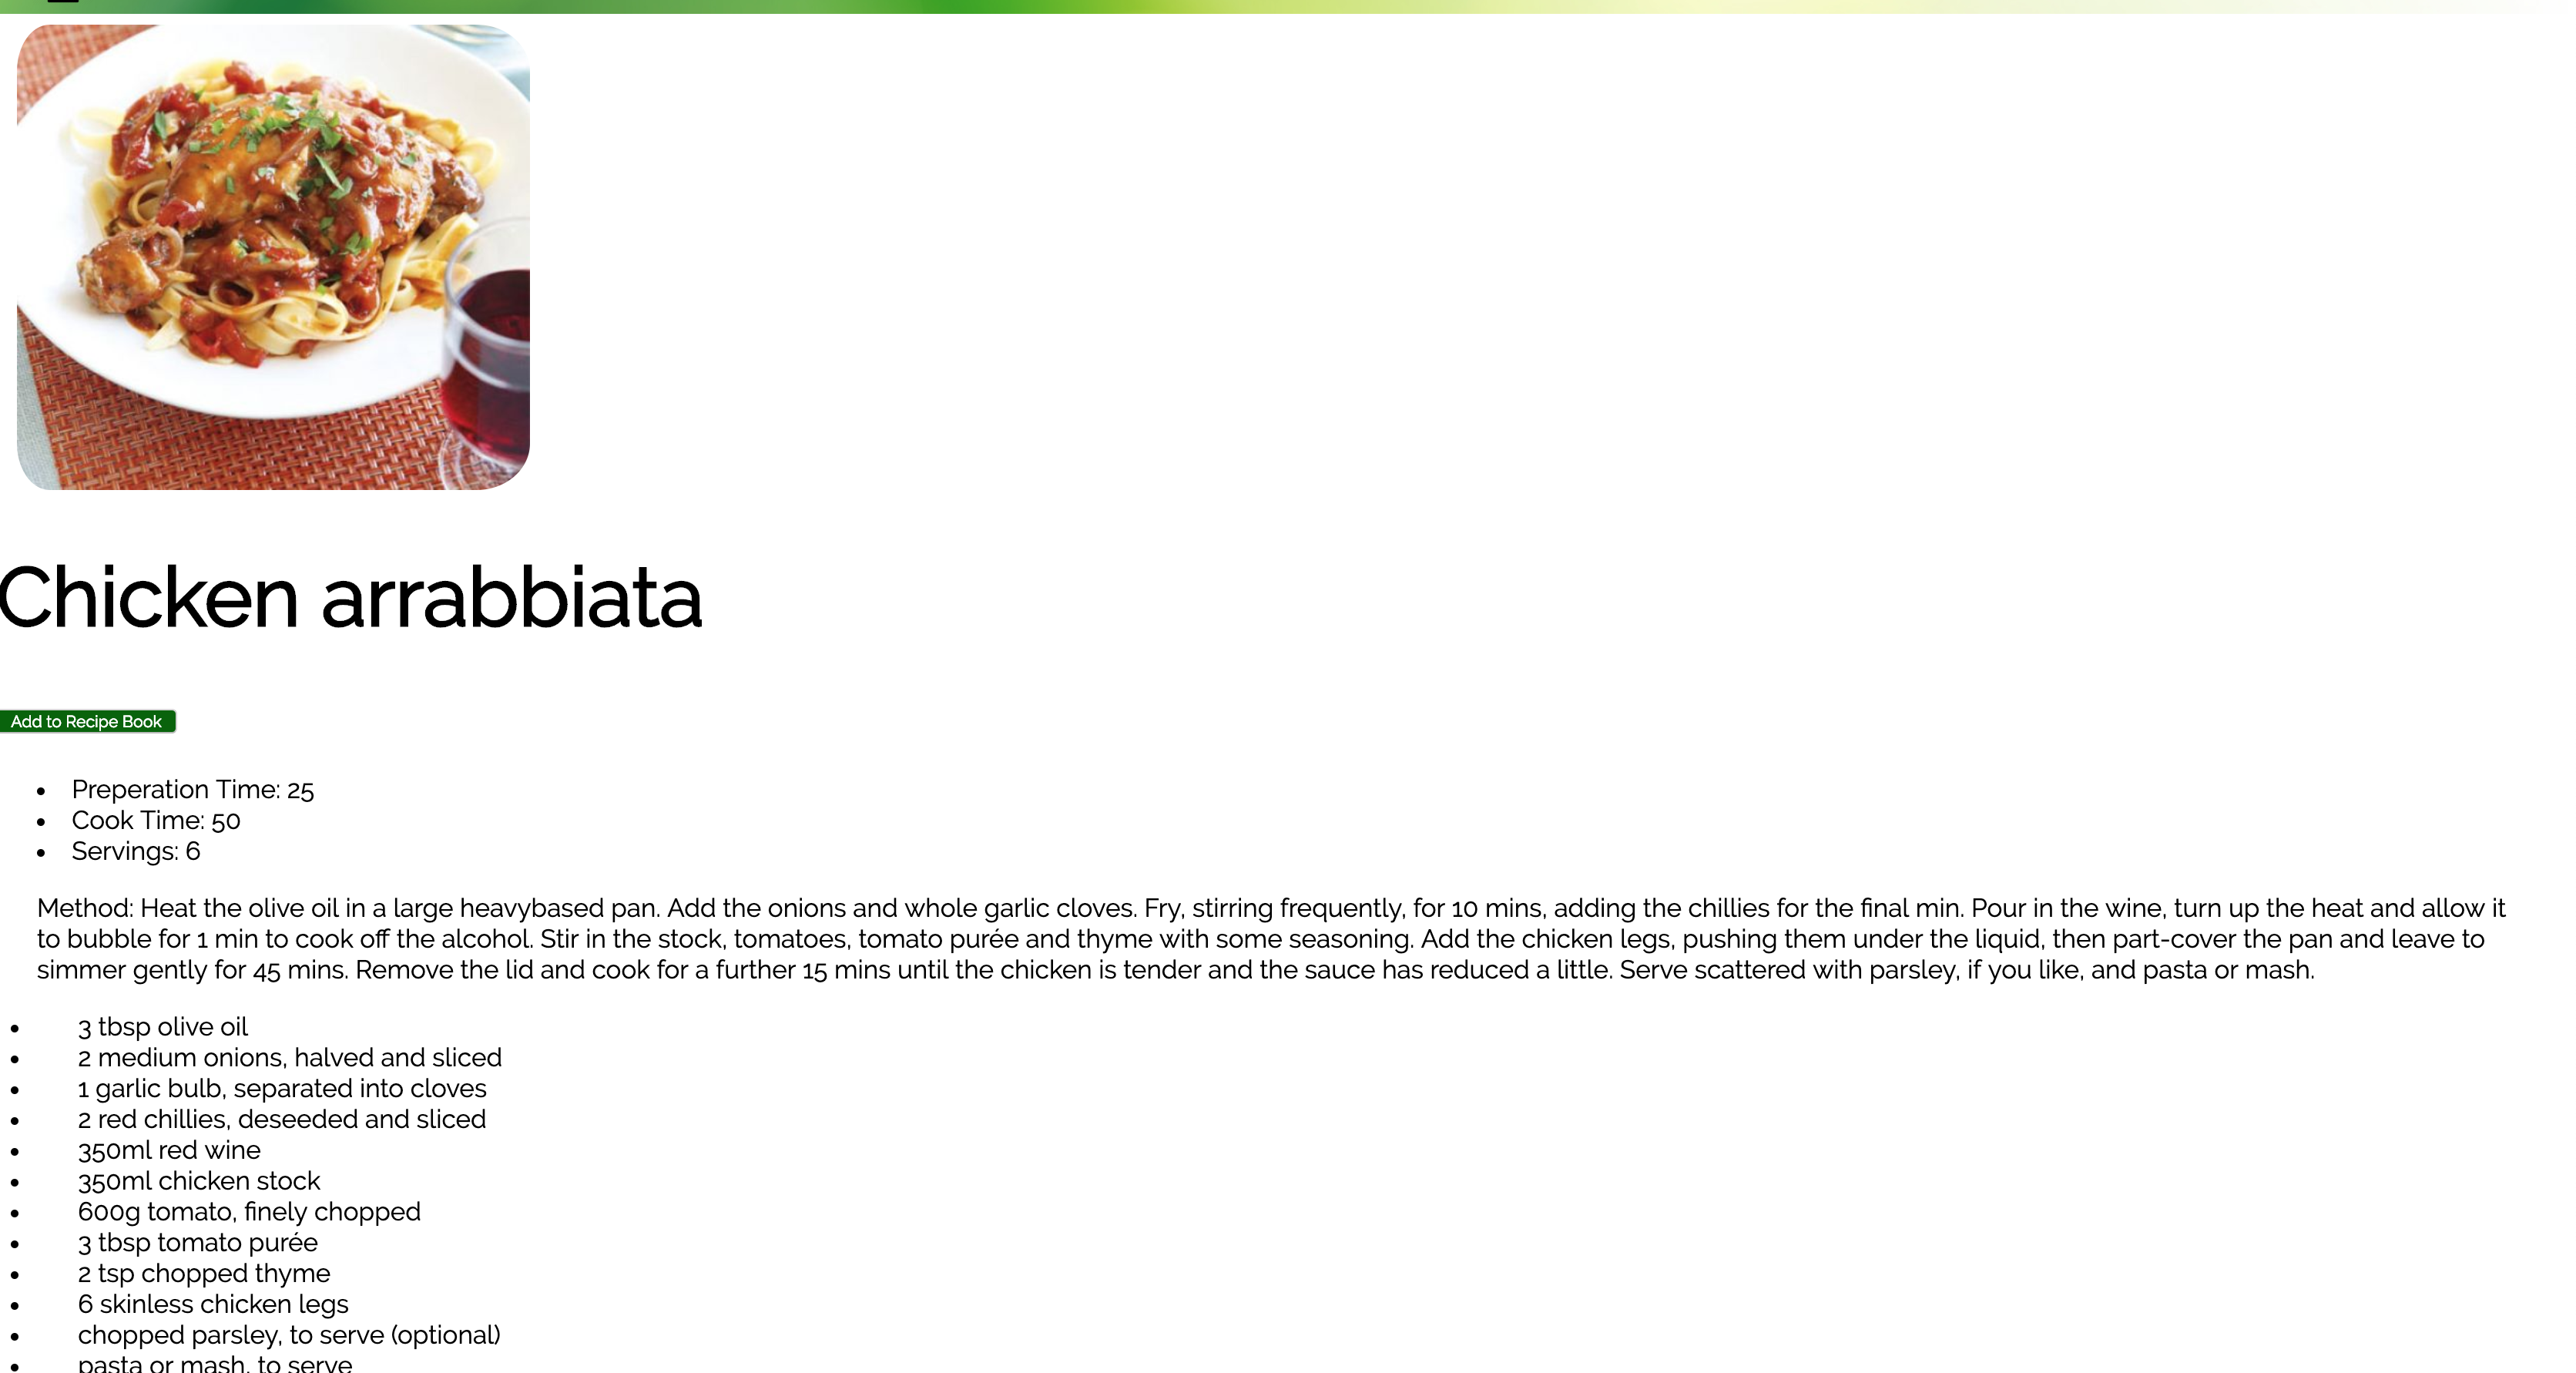 Chicken arrabbiata
Add to Recipe Book
Preperation Time: 25
Cook Time: 50
Servings: 6
Method: Heat the olive oil in a large heavybased pan. Add the onions and whole garlic cloves. Fry, stirring frequently, for 10 mins, adding the chillies for the final min. Pour in the wine, turn up the heat and allow it
to bubble for 1 min to cook off the alcohol. Stir in the stock, tomatoes, tomato purée and thyme with some seasoning. Add the chicken legs, pushing them under the liquid, then part-cover the pan and leave to
simmer gently for 45 mins. Remove the lid and cook for a further 15 mins until the chicken is tender and the sauce has reduced a little. Serve scattered with parsley, if you like, and pasta or mash.
3 tbsp olive oil
2 medium onions, halved and sliced
1 garlic bulb, separated into cloves
2 red chillies, deseeded and sliced
350ml red wine
350ml chicken stock
600g tomato, finely chopped
3 tbsp tomato purée
2 tsp chopped thyme
6 skinless chicken legs
chopped parsley, to serve (optional)
pasta or mash, to serve